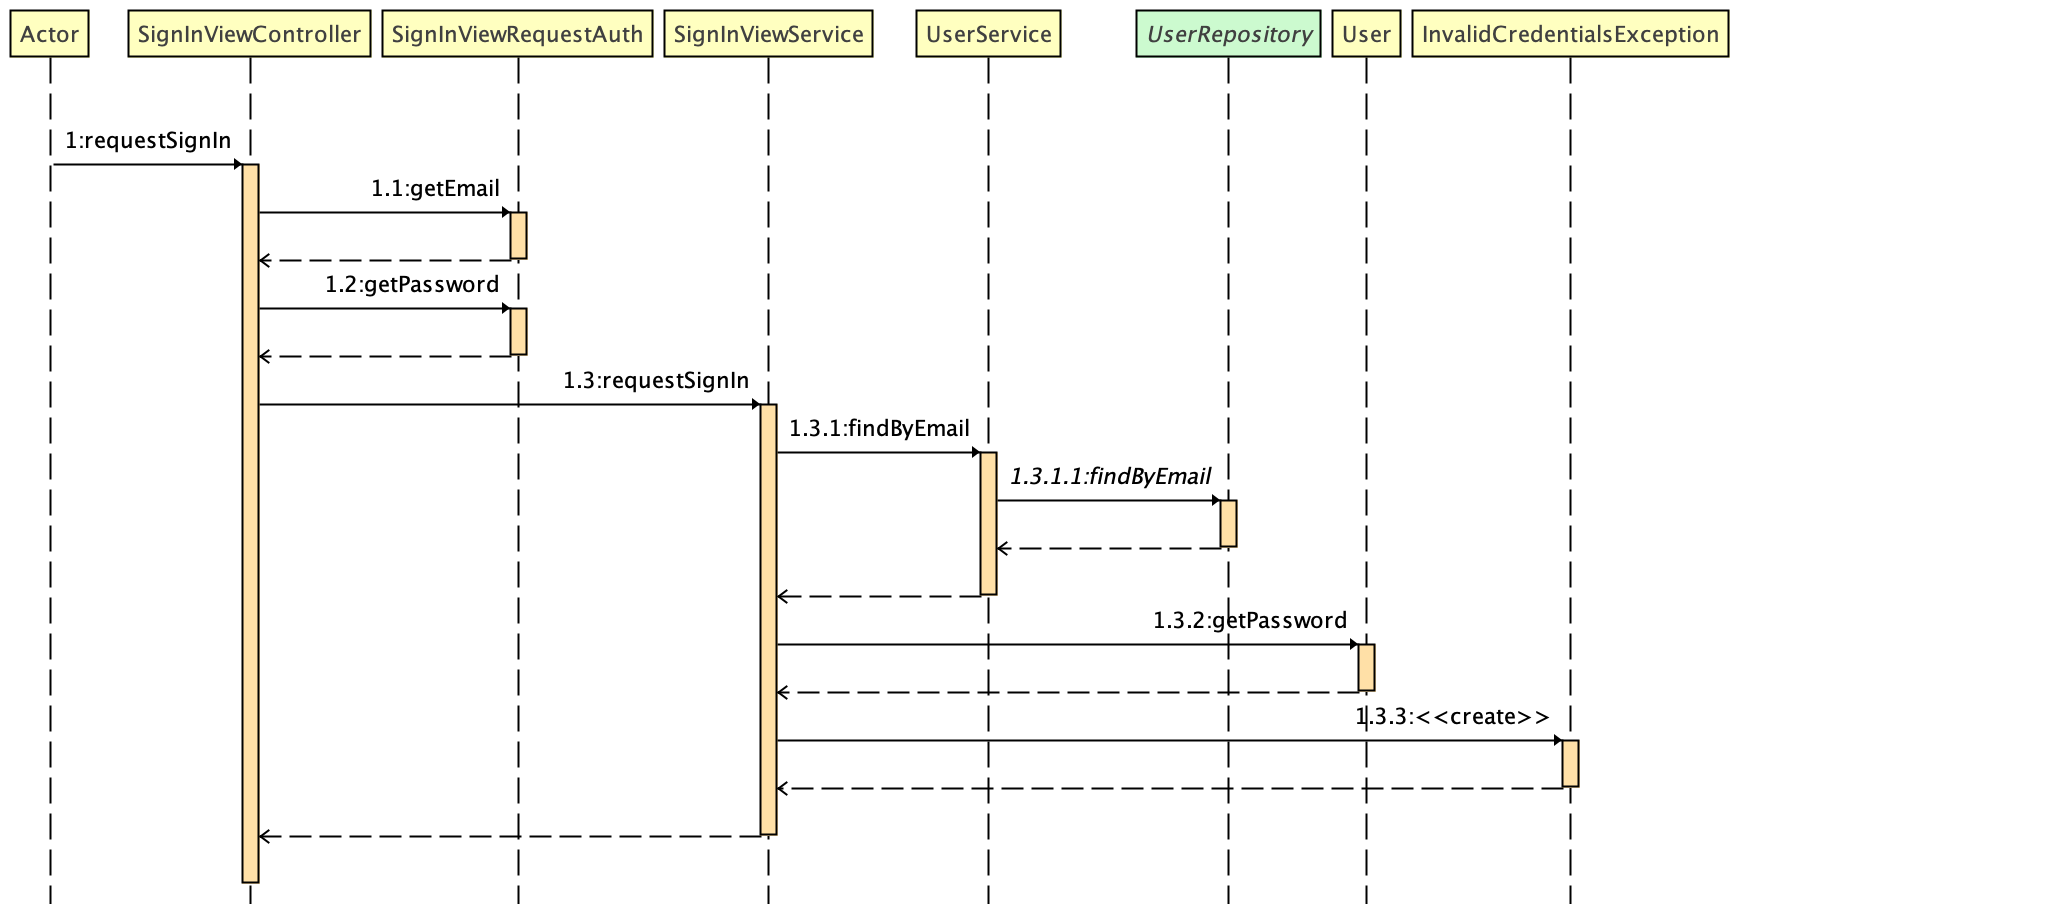 Actor
SignInViewController
SignInViewRequestAuth
SignInViewService
UserService
UserRepository
User
InvalidCredentialsException
1:requestSignIn
1.1:getEmail
1.2:getPassword
1.3:requestSignIn
1.3.1:findByEmail
1.3.1.1:findByEmail
1.3.2:getPassword
1.3.3:<<create>>